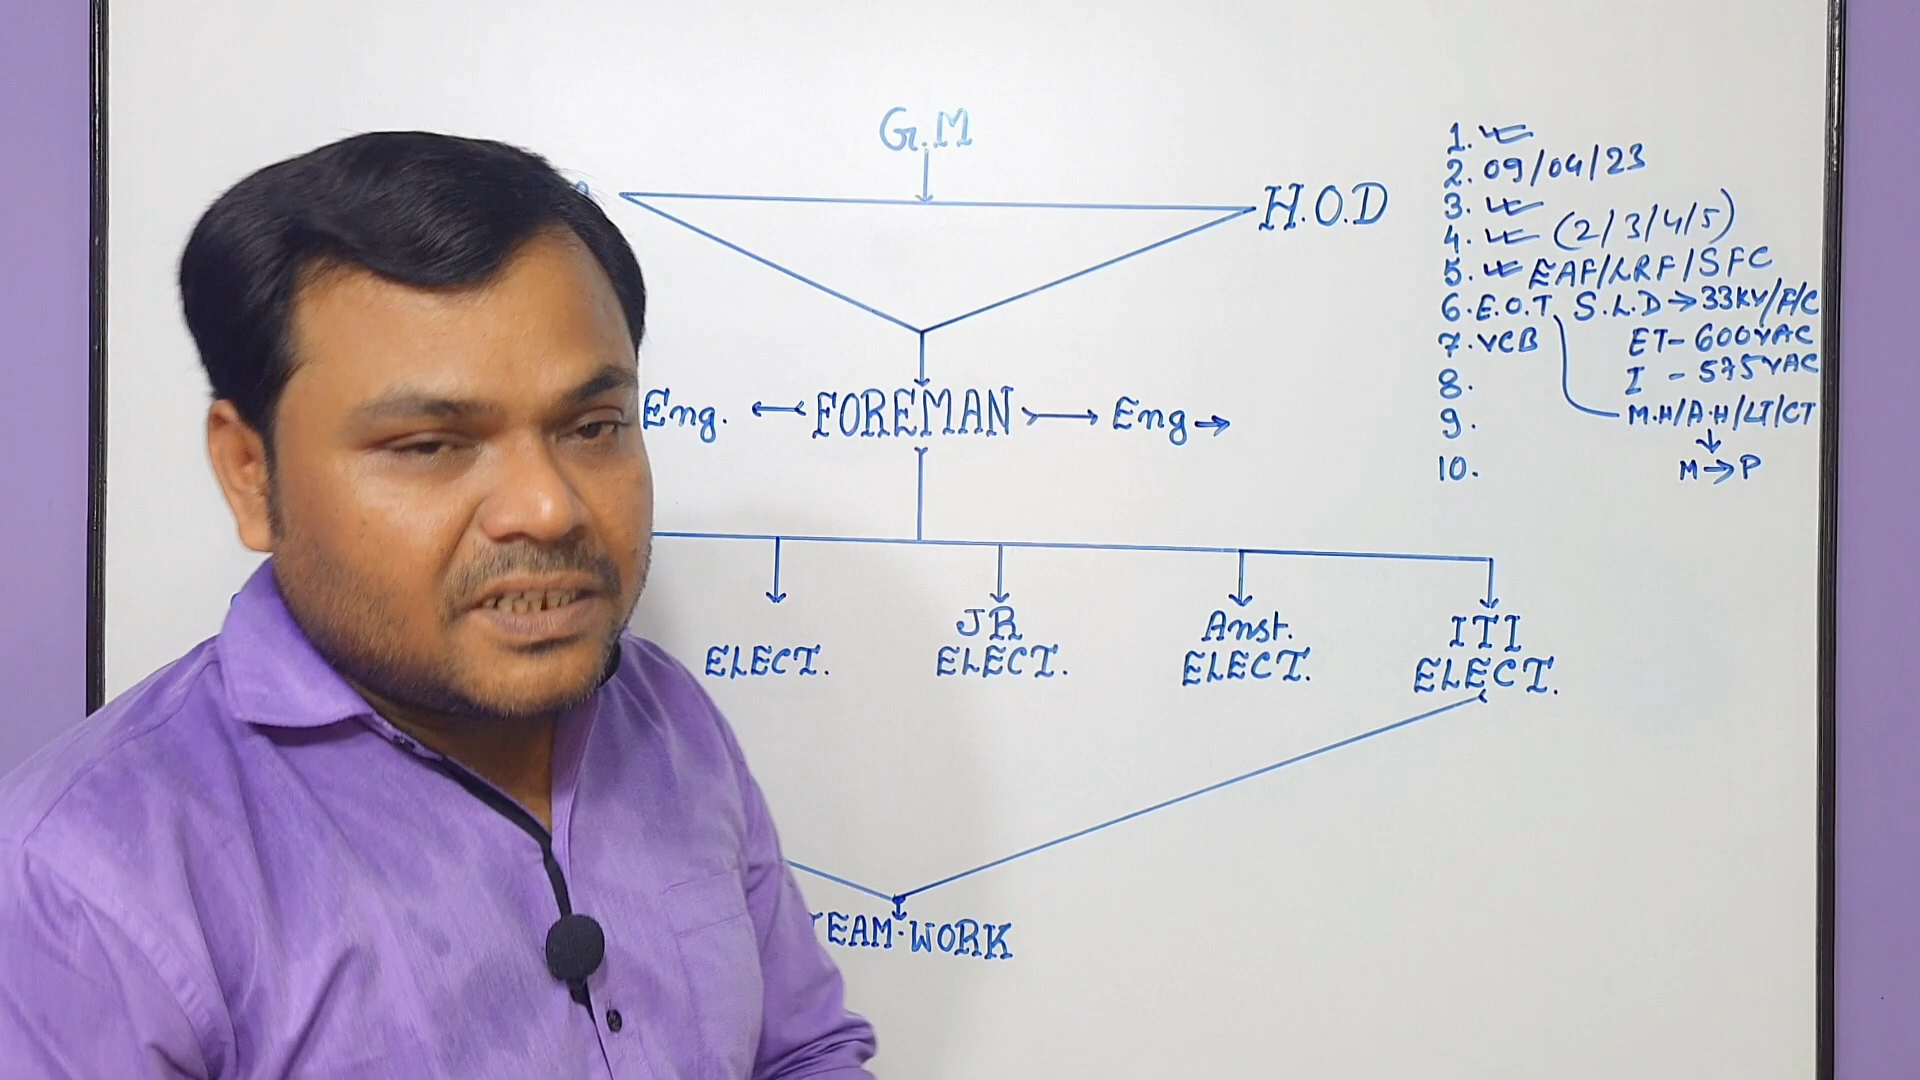 G.M
H.O.D
Eng. ← FOREMAN → Eng →
ELECT.
JR
ELECT.
Anst.
ELECT.
ITI
ELECT.
TEAM-WORK
1.
2. 09/04/23
3.
4. (2/3/4/5)
5. EAF/LRF/SFC
6. E.O.T S.L.D → 33KV/F/C
7. VCB ET- 600VAC
8. I - 575VAC
9. M.H/A.H/LT/CT
10. M → P